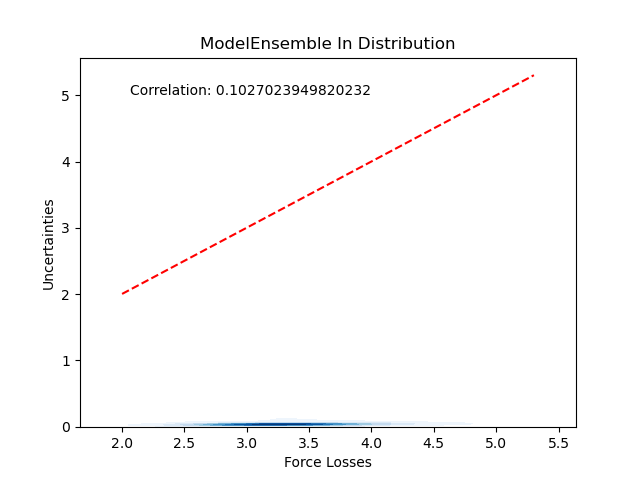 ModelEnsemble In Distribution
Correlation: 0.1027023949820232
5
4
3
2
1
0
Uncertainties
2.0 2.5 3.0 3.5 4.0 4.5 5.0 5.5
Force Losses